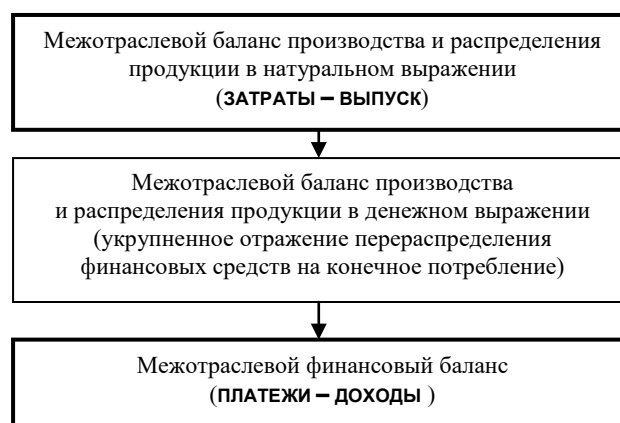 Межотраслевой баланс производства и распределения
продукции в натуральном выражении
(ЗАТРАТЫ – ВЫПУСК)
Межотраслевой баланс производства
и распределения продукции в денежном выражении
(укрупненное отражение перераспределения
финансовых средств на конечное потребление)
Межотраслевой финансовый баланс
(ПЛАТЕЖИ – ДОХОДЫ )